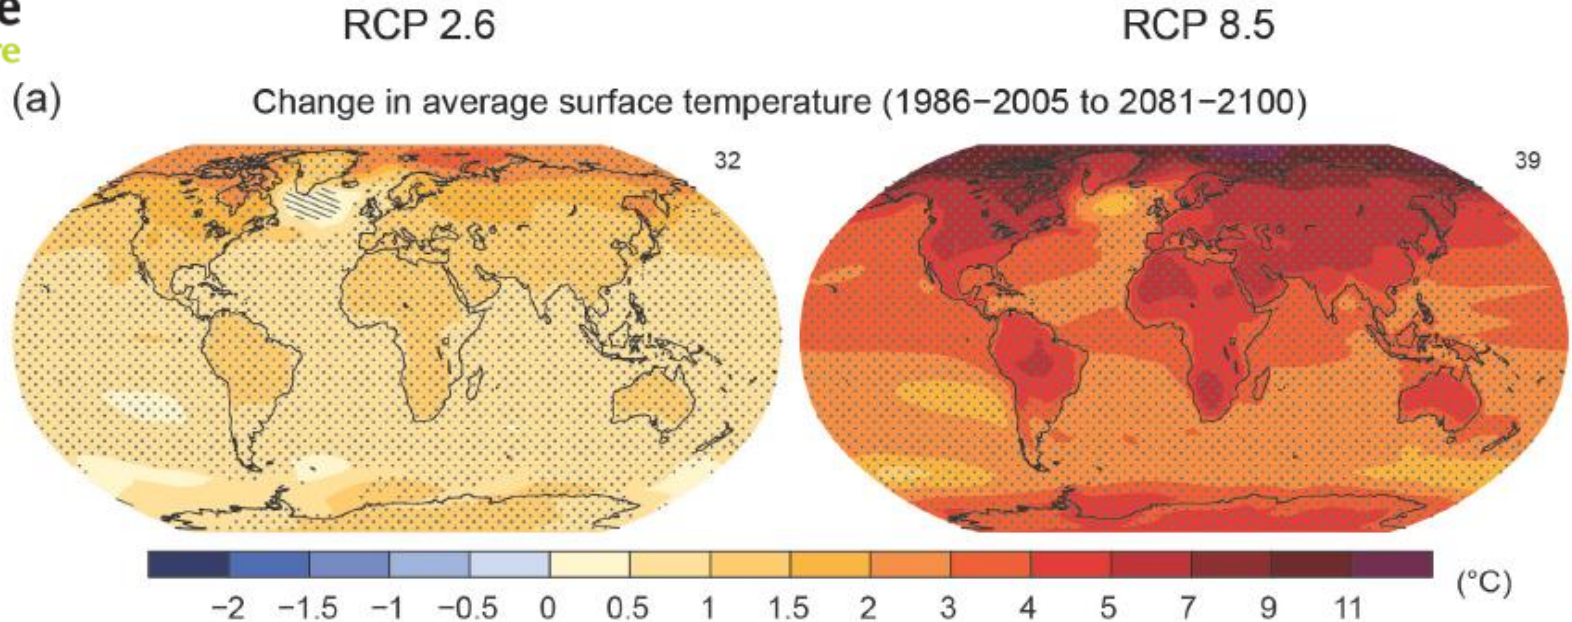 e
re
RCP 2.6
RCP 8.5
(a)
Change in average surface temperature (1986−2005 to 2081−2100)
32
39
−2 −1.5 −1 −0.5 0 0.5 1 1.5 2 3 4 5 7 9 11
(°C)